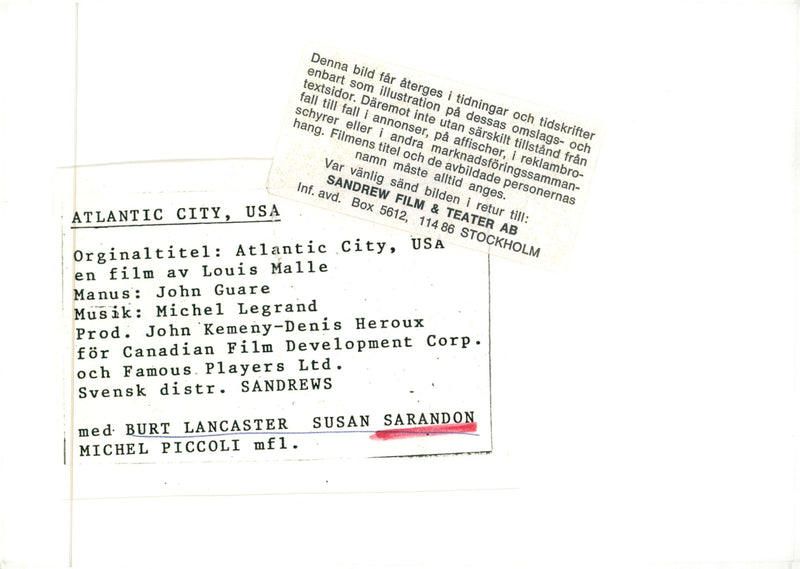 Denna bild får återges i tidningar och tidskrifter
enbart som illustration på dessas omslags- och
textsidor. Däremot inte utan särskilt tillstånd från
fall till fall i annonser, på affischer, i reklambro-
schyrer eller i andra marknadsföringssamman-
hang. Filmens titel och de avbildade personernas
namn måste alltid anges.
Var vänlig sänd bilden i retur till:
SANDREW FILM & TEATER AB
Inf. avd. Box 5612, 114 86 STOCKHOLM
ATLANTIC CITY, USA
Orginaltitel: Atlantic City, USA
en film av Louis Malle
Manus: John Guare
Musik: Michel Legrand
Prod. John Kemeny-Denis Heroux
för Canadian Film Development Corp.
och Famous Players Ltd.
Svensk distr. SANDREWS
med BURT LANCASTER SUSAN SARANDON
MICHEL PICCOLI mfl.